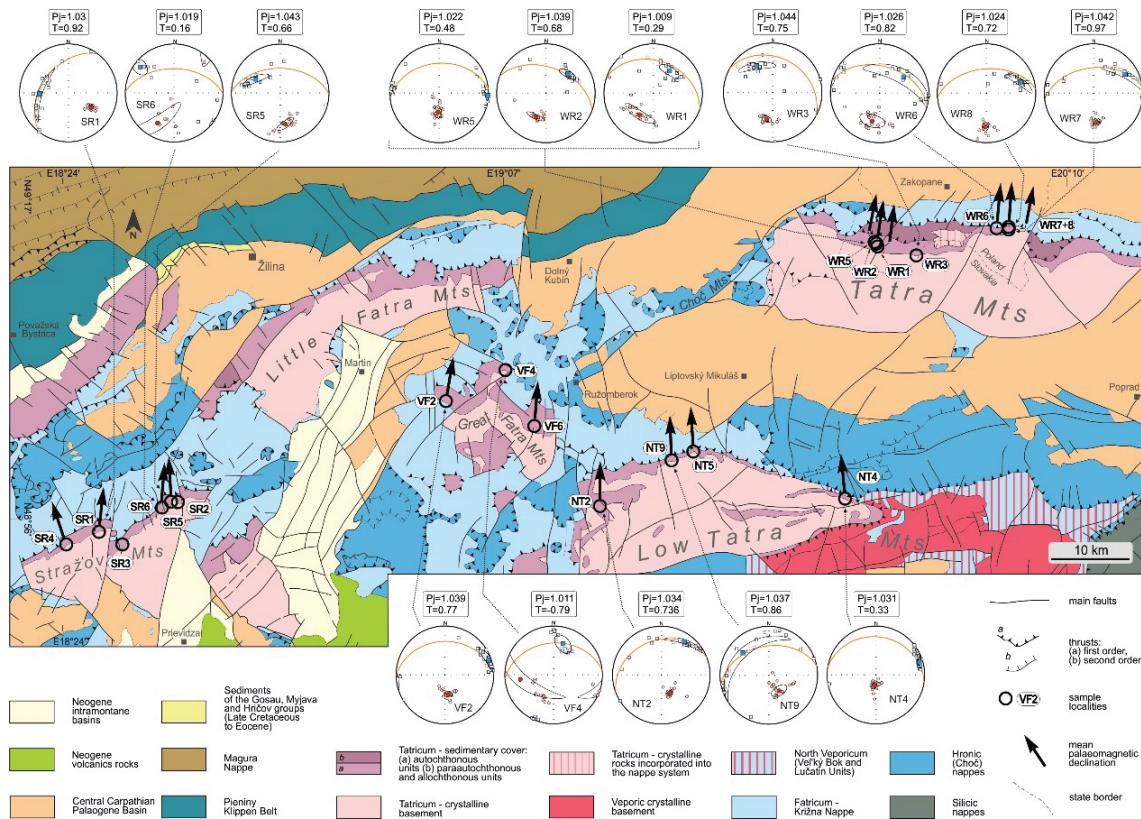 Pj=1.03
T=0.92
Pj=1.019
T=0.16
Pj=1.043
T=0.66
Pj=1.022
T=0.48
Pj=1.039
T=0.68
Pj=1.009
T=0.29
Pj=1.044
T=0.75
Pj=1.026
T=0.82
Pj=1.024
T=0.72
Pj=1.042
T=0.97
N
N
N
N
N
N
N
N
N
SR1
SR6
SR5
WR5
WR2
WR1
WR3
WR6
WR8
WR7
E18°24'
E19°07'
E20°10'
N49°17'
N
Zakopane
WR6
WR7+8
Žilina
Dolný
Kubín
WR5
WR2
WR1
WR3
Poland
Slovakia
Tatra
Mts
Choč Mts
Považská
Bystrica
Little Fatra Mts
Martin
VF4
VF2
Ružomberok
Liptovský Mikuláš
Poprad
Great
Fatra Mts
VF6
NT9
NT5
NT2
NT4
SR6
SR5
SR2
SR1
SR4
SR3
N48°56'
Stražov Mts
Low Tatra Mts
10 km
E18°24'
Prievidza
Pj=1.039
T=0.77
Pj=1.011
T=-0.79
Pj=1.034
T=0.736
Pj=1.037
T=0.86
Pj=1.031
T=0.33
N
N
N
N
N
VF2
VF4
NT2
NT9
NT4
main faults
a
b
thrusts:
(a) first order,
(b) second order
VF2
sample
localities
mean
palaeomagnetic
declination
state border
Neogene
intramontane
basins
Sediments
of the Gosau, Myjava
and Hričov groups
(Late Cretaceous
to Eocene)
Neogene
volcanics rocks
Magura
Nappe
b
a
Tatricum - sedimentary cover:
(a) autochthonous
units (b) paraautochthonous
and allochthonous units
Tatricum - crystalline
rocks incorporated into
the nappe system
North Veporicum
(Veľký Bok and
Lučatín Units)
Hronic
(Choč)
nappes
Central Carpathian
Palaogene Basin
Pieniny
Klippen Belt
Tatricum - crystalline
basement
Veporic crystalline
basement
Fatricum -
Krížna Nappe
Silicic
nappes